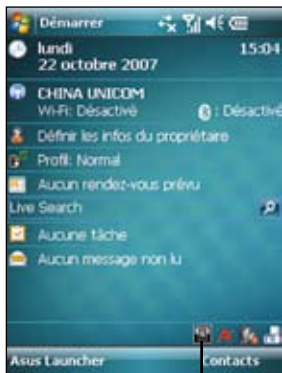 Démarrer
lundi 15:04
22 octobre 2007
CHINA UNICOM
Wi-Fi: Désactivé : Désactivé
Définir les infos du propriétaire
Profil: Normal
Aucun rendez-vous prévu
Live Search
Aucune tâche
Aucun message non lu
Asus Launcher Contacts